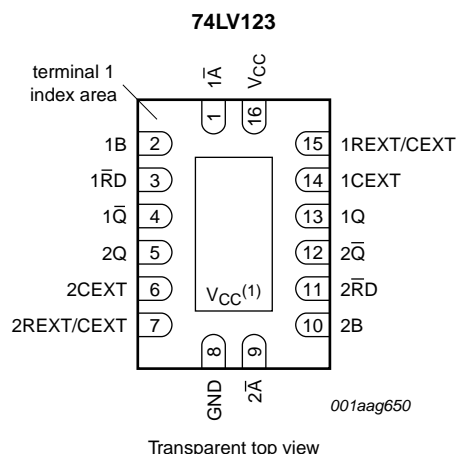 74LV123
terminal 1
index area
1A̅
VCC
1
16
1B 2
15 1REXT/CEXT
1R̅D 3
14 1CEXT
1Q̅ 4
13 1Q
2Q 5
12 2Q̅
2CEXT 6
VCC(1)
11 2R̅D
2REXT/CEXT 7
10 2B
8
9
GND
2A̅
001aag650
Transparent top view